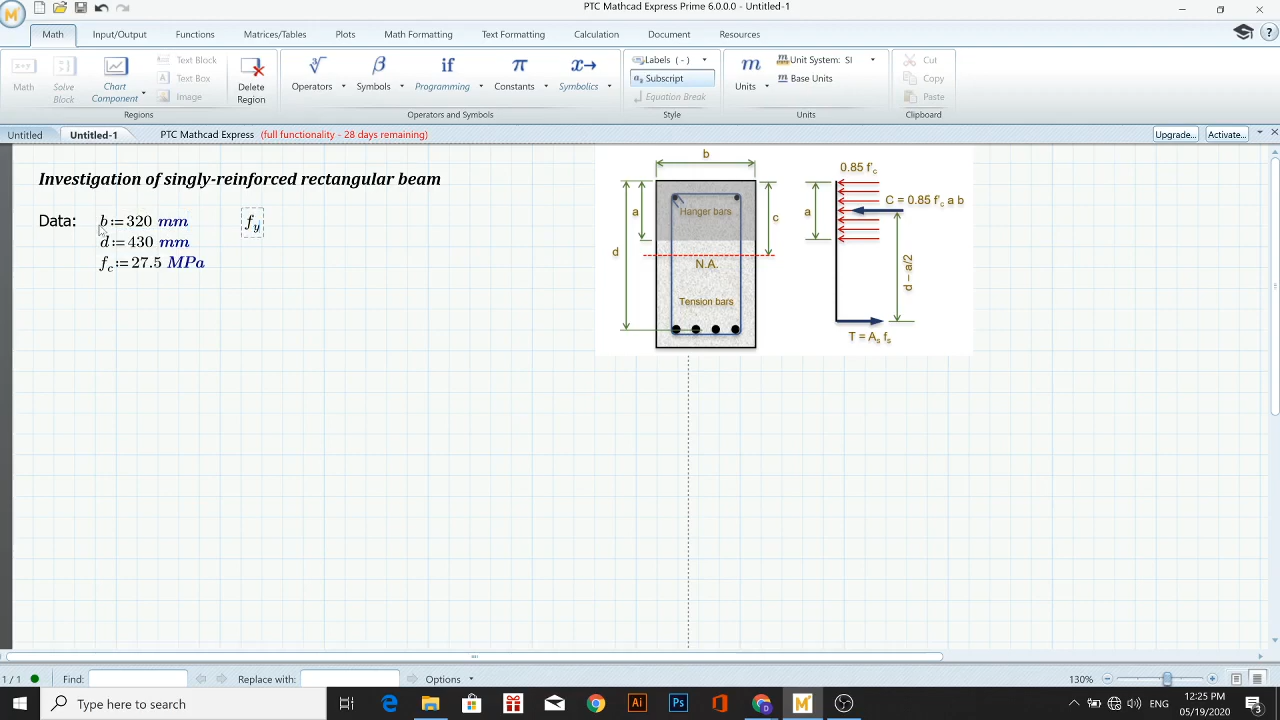 PTC Mathcad Express Prime 6.0.0.0 - Untitled-1
Math Input/Output Functions Matrices/Tables Plots Math Formatting Text Formatting Calculation Document Resources
Math Solve Block Chart Component Text Block Text Box Image Delete Region Operators Symbols Programming Constants Symbolics Labels ( - ) Subscript Equation Break Units Unit System: SI Base Units Cut Copy Paste
Regions Operators and Symbols Style Units Clipboard
Untitled Untitled-1 PTC Mathcad Express (full functionality - 28 days remaining) Upgrade... Activate...
Investigation of singly-reinforced rectangular beam
Data: b:=320 mm fy
d:=430 mm
fc:=27.5 MPa
b
0.85 f'c
a
Hanger bars
c
a
C = 0.85 f'c a b
d
N.A.
d – a/2
Tension bars
T = As fs
1 / 1 Find: Replace with: Options 130%
Type here to search
Ai Ps
ENG 12:25 PM
05/19/2020
3